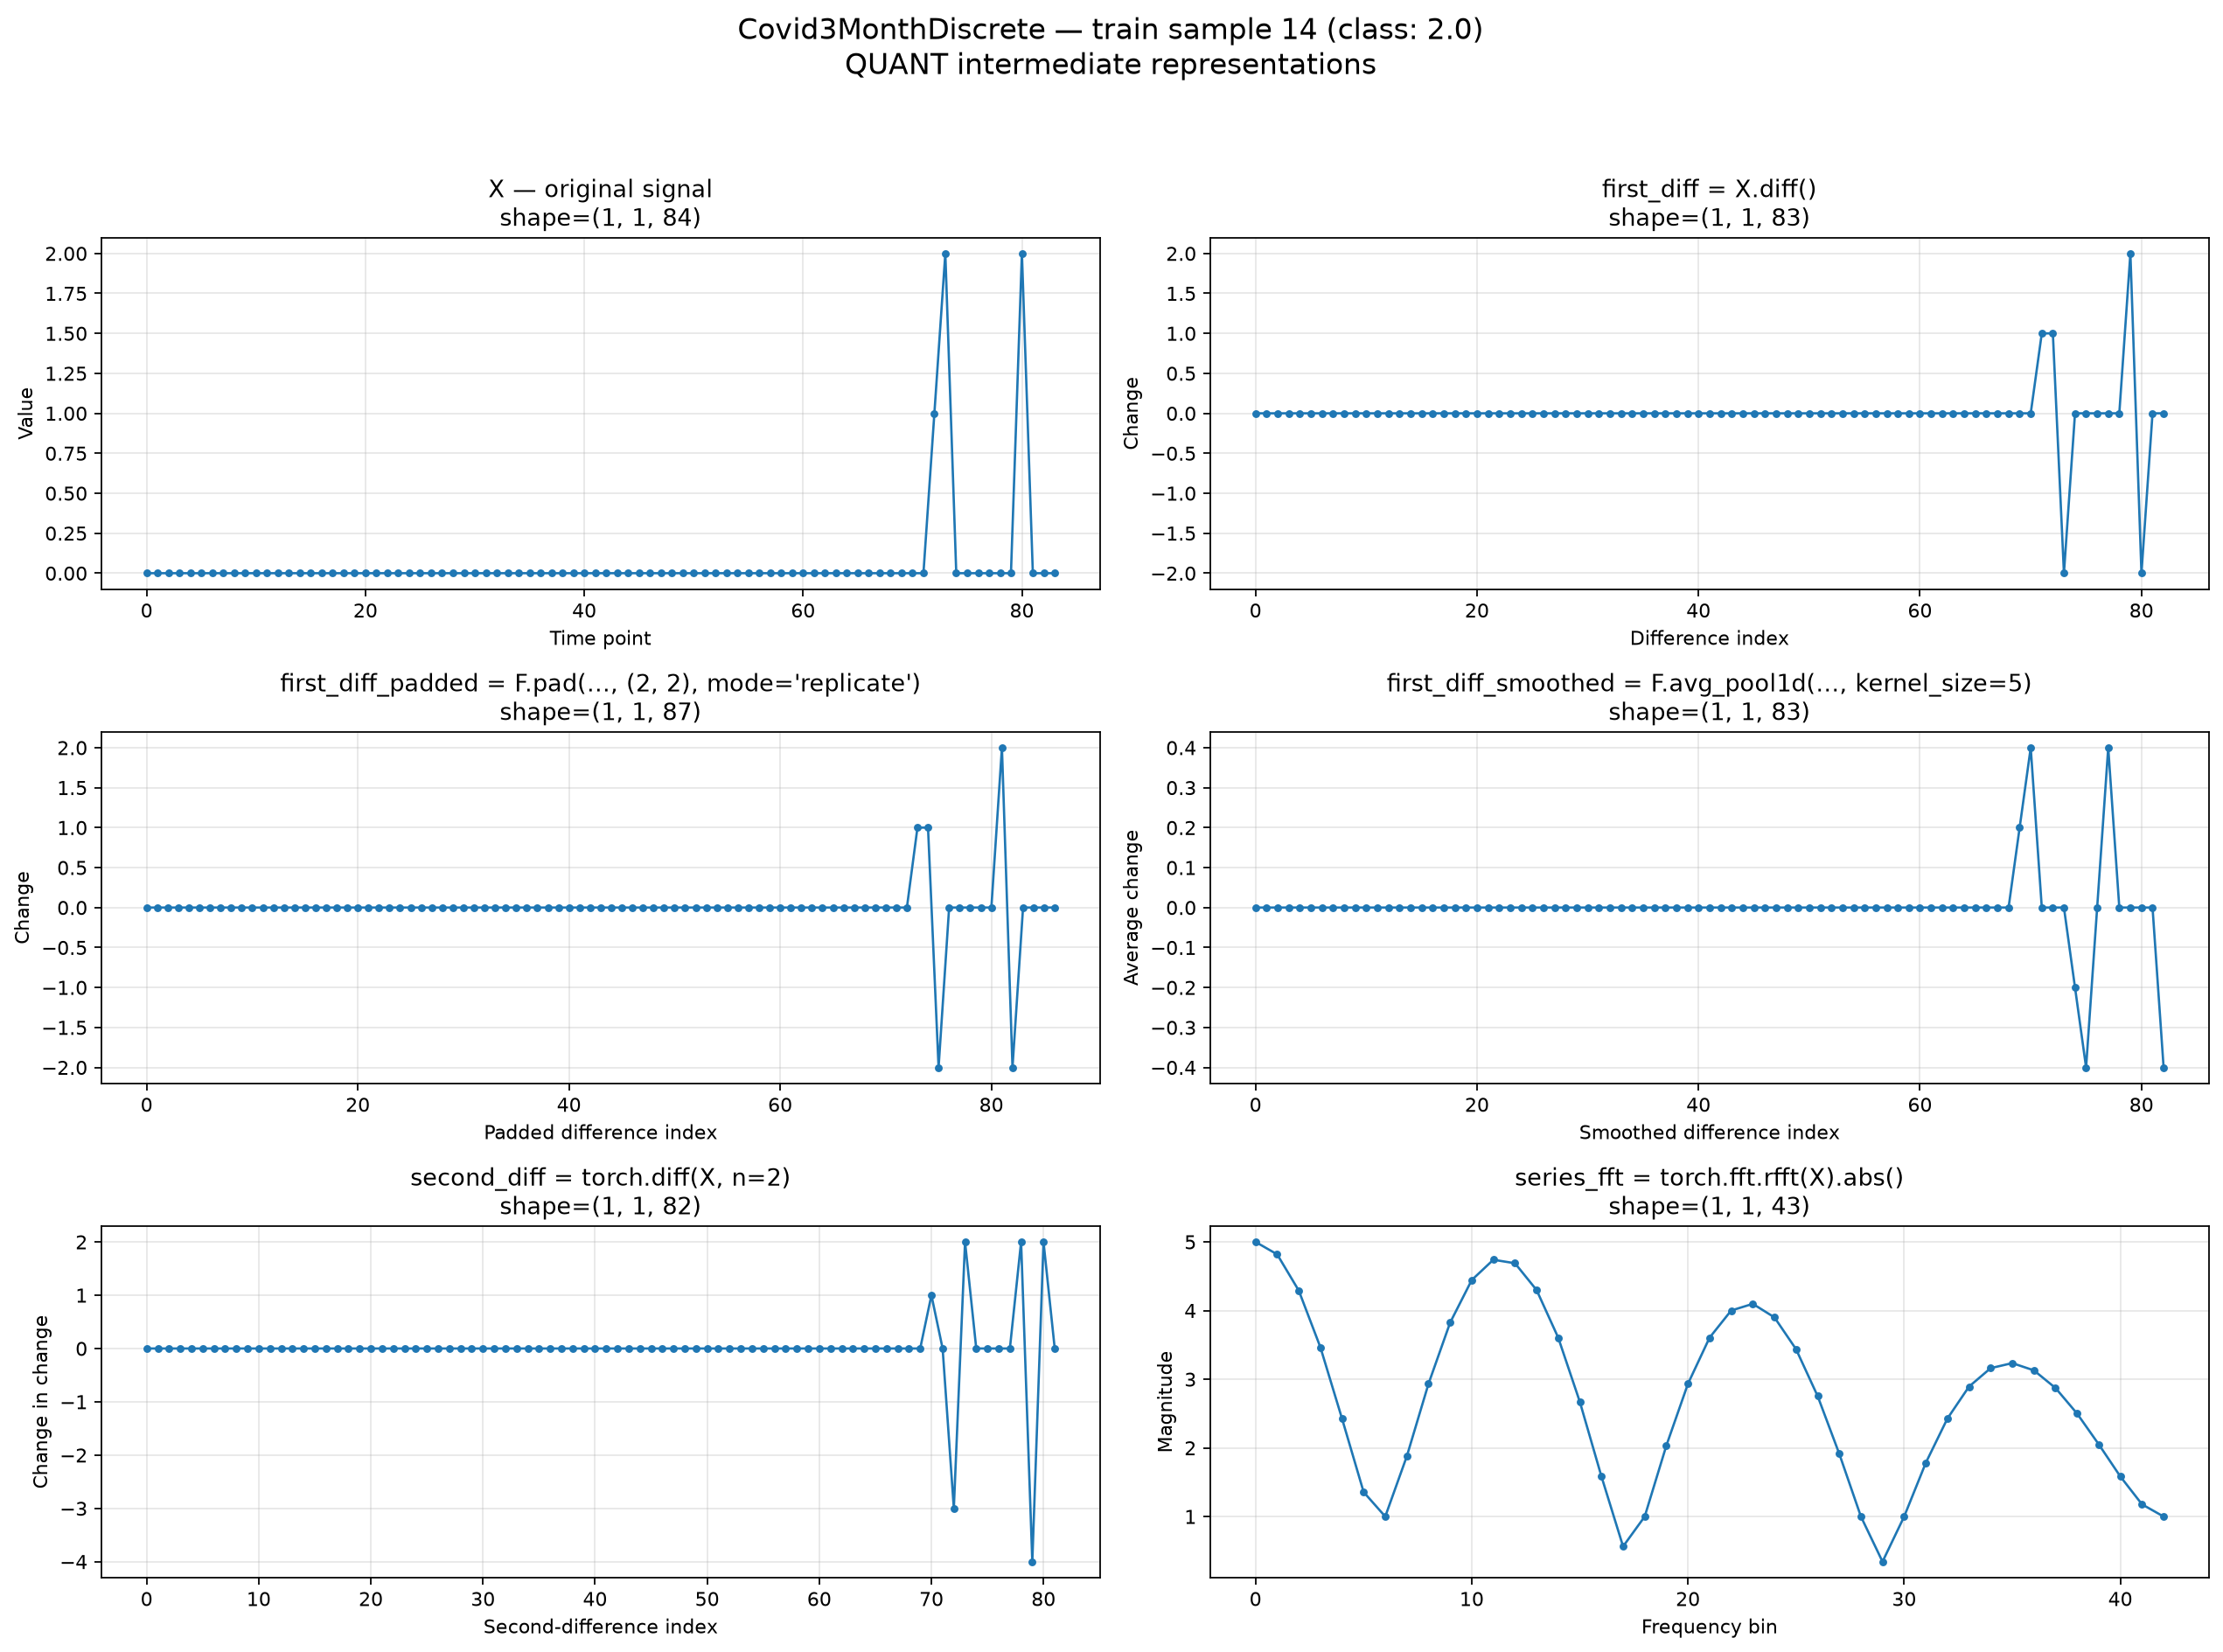 Covid3MonthDiscrete — train sample 14 (class: 2.0)
QUANT intermediate representations
X — original signal
shape=(1, 1, 84)
2.00
1.75
1.50
1.25
1.00
0.75
0.50
0.25
0.00
Value
0 20 40 60 80
Time point
first_diff = X.diff()
shape=(1, 1, 83)
2.0
1.5
1.0
0.5
0.0
−0.5
−1.0
−1.5
−2.0
Change
0 20 40 60 80
Difference index
first_diff_padded = F.pad(..., (2, 2), mode='replicate')
shape=(1, 1, 87)
2.0
1.5
1.0
0.5
0.0
−0.5
−1.0
−1.5
−2.0
Change
0 20 40 60 80
Padded difference index
first_diff_smoothed = F.avg_pool1d(..., kernel_size=5)
shape=(1, 1, 83)
0.4
0.3
0.2
0.1
0.0
−0.1
−0.2
−0.3
−0.4
Average change
0 20 40 60 80
Smoothed difference index
second_diff = torch.diff(X, n=2)
shape=(1, 1, 82)
2
1
0
−1
−2
−3
−4
Change in change
0 10 20 30 40 50 60 70 80
Second-difference index
series_fft = torch.fft.rfft(X).abs()
shape=(1, 1, 43)
5
4
3
2
1
Magnitude
0 10 20 30 40
Frequency bin